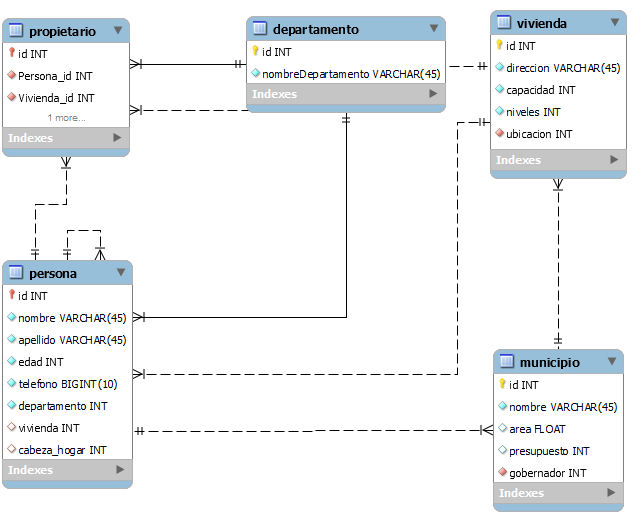 propietario
id INT
Persona_id INT
Vivienda_id INT
1 more...
Indexes
departamento
id INT
nombreDepartamento VARCHAR(45)
Indexes
vivienda
id INT
direccion VARCHAR(45)
capacidad INT
niveles INT
ubicacion INT
Indexes
persona
id INT
nombre VARCHAR(45)
apellido VARCHAR(45)
edad INT
telefono BIGINT(10)
departamento INT
vivienda INT
cabeza_hogar INT
Indexes
municipio
id INT
nombre VARCHAR(45)
area FLOAT
presupuesto INT
gobernador INT
Indexes